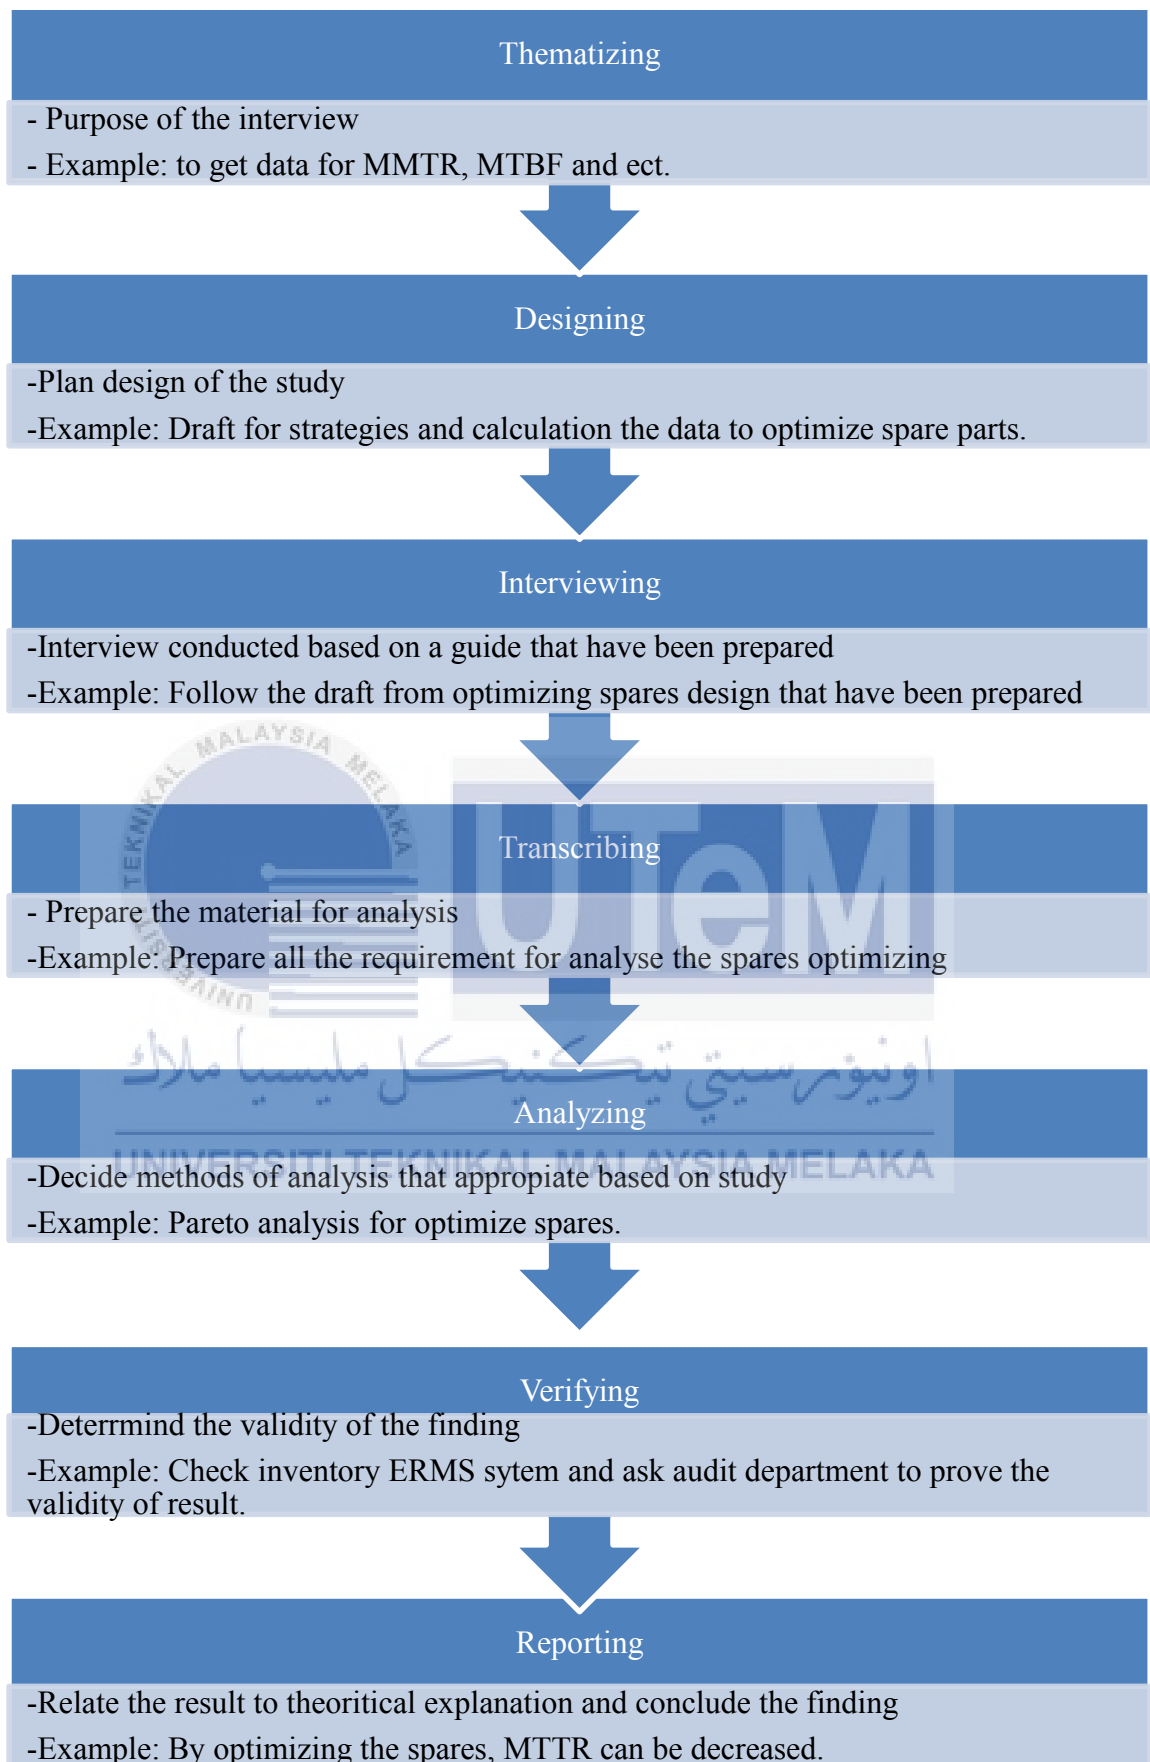 Thematizing
- Purpose of the interview
- Example: to get data for MMTR, MTBF and ect.
Designing
-Plan design of the study
-Example: Draft for strategies and calculation the data to optimize spare parts.
Interviewing
-Interview conducted based on a guide that have been prepared
-Example: Follow the draft from optimizing spares design that have been prepared
UNIVERSITI TEKNIKAL MALAYSIA MELAKA
UTeM
Transcribing
- Prepare the material for analysis
-Example: Prepare all the requirement for analyse the spares optimizing
اونيۏرسيتي تيكنيكل مليسيا ملاك
Analyzing
UNIVERSITI TEKNIKAL MALAYSIA MELAKA
-Decide methods of analysis that appropiate based on study
-Example: Pareto analysis for optimize spares.
Verifying
-Deterrmind the validity of the finding
-Example: Check inventory ERMS sytem and ask audit department to prove the
validity of result.
Reporting
-Relate the result to theoritical explanation and conclude the finding
-Example: By optimizing the spares, MTTR can be decreased.